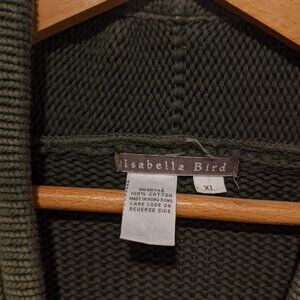 Isabella Bird
XL
100% COTTON
MADE IN HONG KONG
CARE CODE ON
REVERSE SIDE